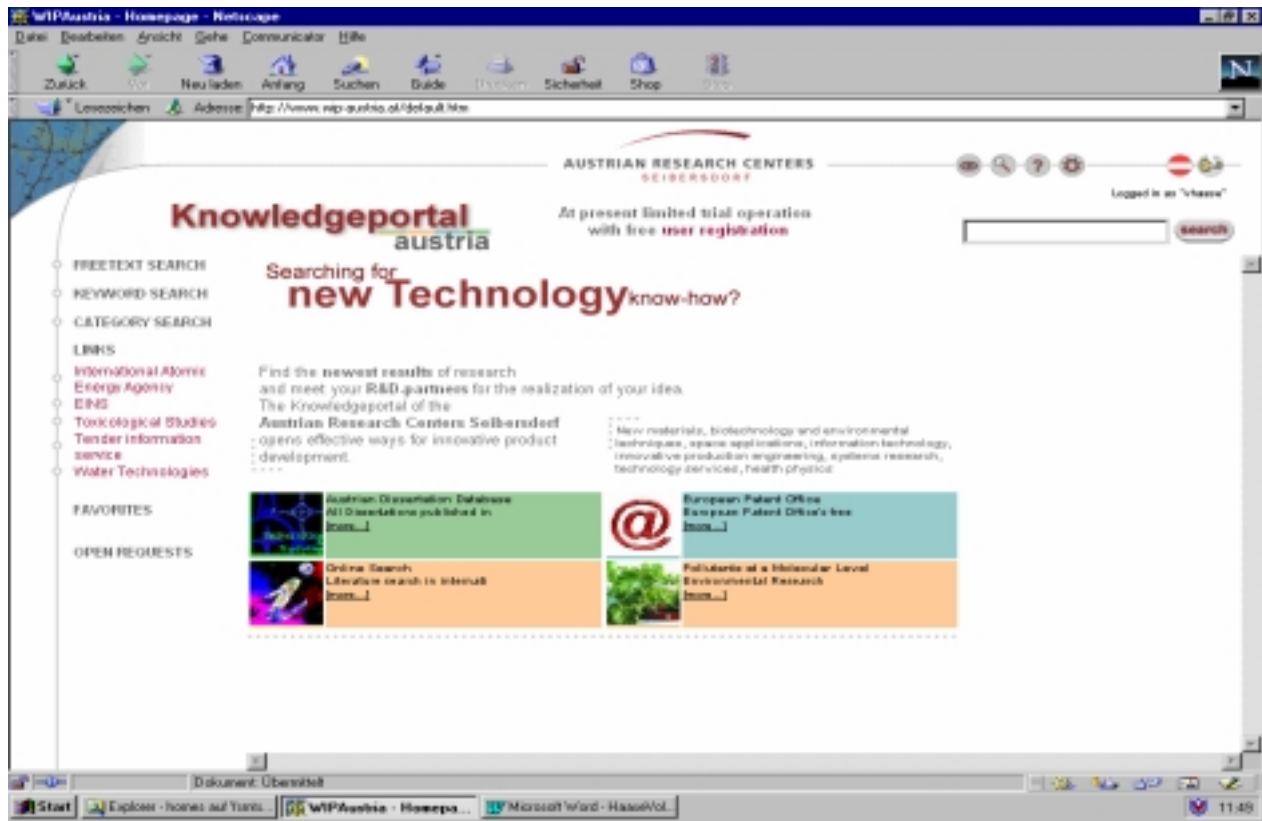 WIPAustria - Homepage - Netscape
Datei Bearbeiten Ansicht Gehe Communicator Hilfe
Zurück Vor Neu laden Anfang Suchen Guide Drucken Sicherheit Shop Stop
Lesezeichen Adresse http://www.wip-austria.at/default.htm
AUSTRIAN RESEARCH CENTERS
SEIBERSDORF
Logged in as "vhaase"
Knowledgeportal
austria
At present limited trial operation
with free user registration
search
FREETEXT SEARCH
KEYWORD SEARCH
CATEGORY SEARCH
LINKS
International Atomic
Energy Agency
EINS
Toxicological Studies
Tender information
service
Water Technologies
FAVORITES
OPEN REQUESTS
Searching for
new Technology know-how?
Find the newest results of research
and meet your R&D.partners for the realization of your idea.
The Knowledgeportal of the
Austrian Research Centers Seibersdorf
opens effective ways for innovative product
development.
New materials, biotechnology and environmental
techniques, space applications, information technology,
innovative production engineering, systems research,
technology services, health physics
Austrian Dissertation Database
All Dissertations published in
[more...]
European Patent Office
European Patent Office's free
[more...]
Online Search
Literature search in internati
[more...]
Pollutants at a Molecular Level
Environmental Research
[more...]
Dokument: Übermittelt
Start Explorer - homes auf WIPAustria - Homepa... Microsoft Word - HaaseVol...
11:49